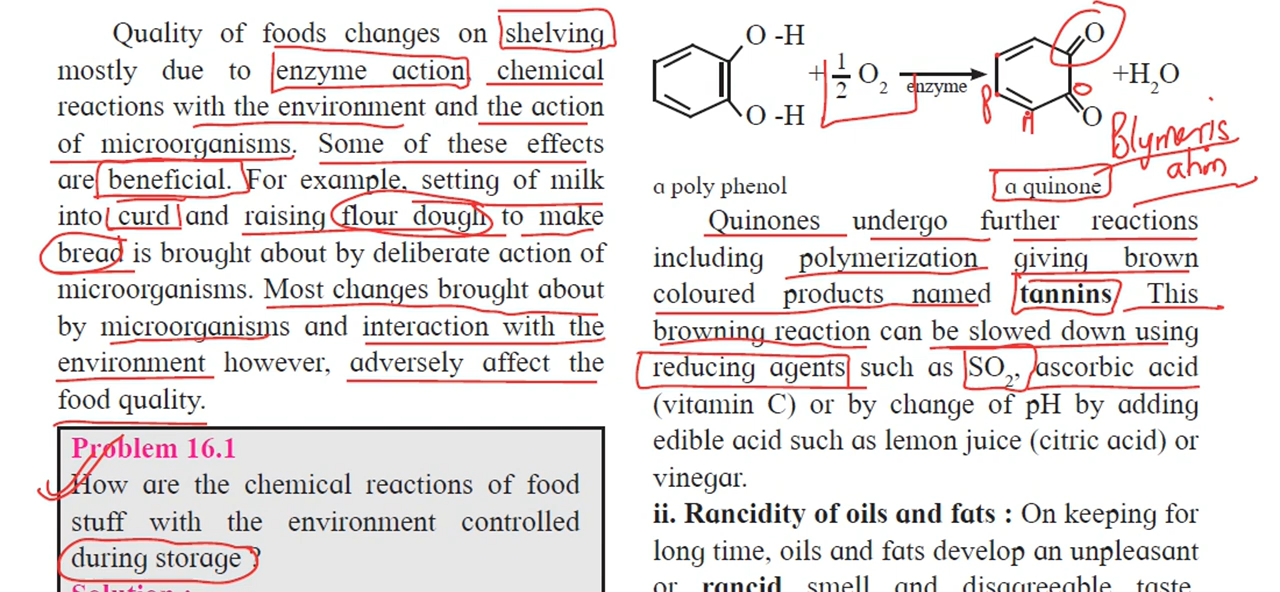 Quality of foods changes on shelving
mostly due to enzyme action, chemical
reactions with the environment and the action
of microorganisms. Some of these effects
are beneficial. For example, setting of milk
into curd and raising flour dough to make
bread is brought about by deliberate action of
microorganisms. Most changes brought about
by microorganisms and interaction with the
environment however, adversely affect the
food quality.
Problem 16.1
How are the chemical reactions of food
stuff with the environment controlled
during storage ?
Solution :
O -H
O -H
+ 1/2 O₂
enzyme
O
O
+H₂O
a poly phenol
a quinone
Quinones undergo further reactions
including polymerization giving brown
coloured products named tannins This
browning reaction can be slowed down using
reducing agents such as SO₂, ascorbic acid
(vitamin C) or by change of pH by adding
edible acid such as lemon juice (citric acid) or
vinegar.
ii. Rancidity of oils and fats : On keeping for
long time, oils and fats develop an unpleasant
or rancid smell and disagreeable taste.